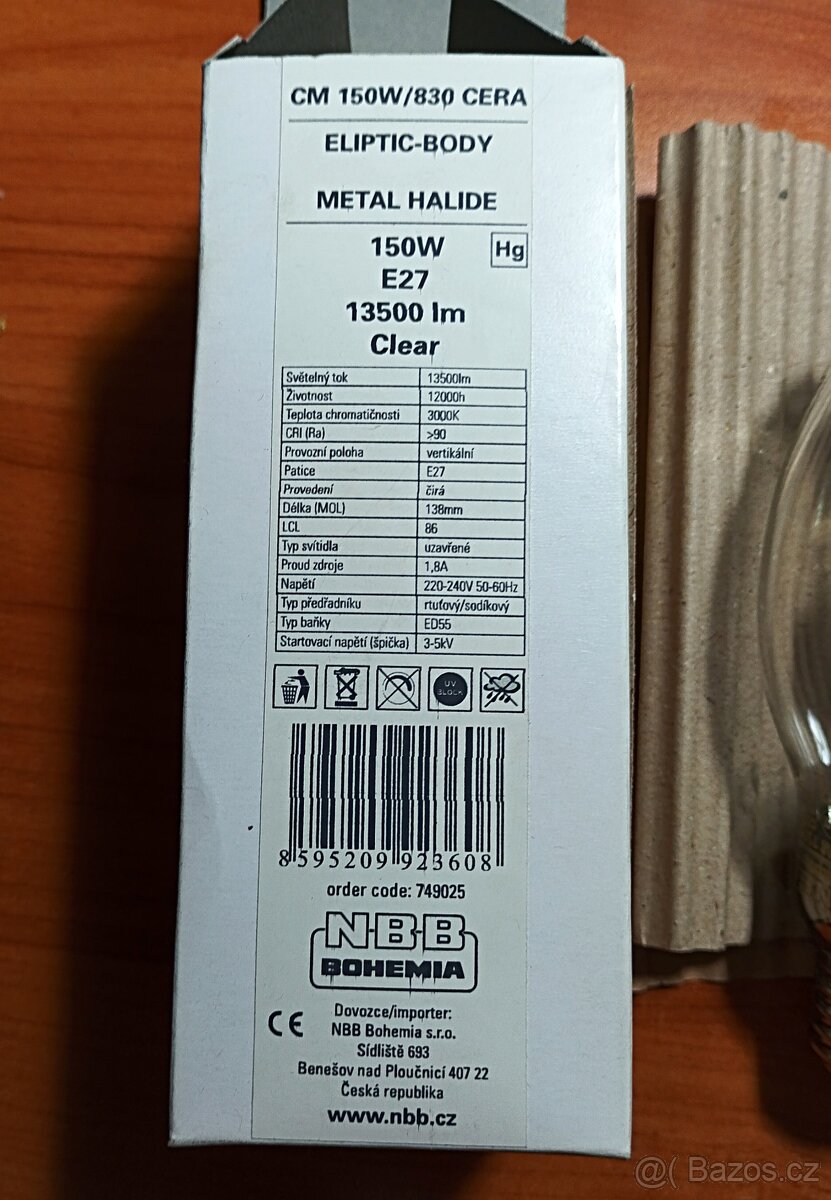 CM 150W/830 CERA
ELIPTIC-BODY
METAL HALIDE
150W
Hg
E27
13500 lm
Clear
Světelný tok 13500lm
Životnost 12000h
Teplota chromatičnosti 3000K
CRI (Ra) >90
Provozní poloha vertikální
Patice E27
Provedení čirá
Délka (MOL) 138mm
LCL 86
Typ svítidla uzavřené
Proud zdroje 1,8A
Napětí 220-240V 50-60Hz
Typ předřadníku rtuťový/sodíkový
Typ baňky ED55
Startovací napětí (špička) 3-5kV
UV
BLOCK
8 595209 923608
order code: 749025
N·B·B
BOHEMIA
CE
Dovozce/importer:
NBB Bohemia s.r.o.
Sídliště 693
Benešov nad Ploučnicí 407 22
Česká republika
www.nbb.cz
@( Bazos.cz